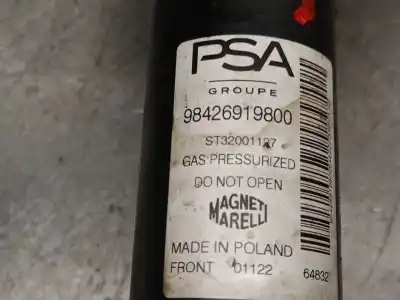 PSA
GROUPE
98426919800
ST32001127
GAS PRESSURIZED
DO NOT OPEN
MAGNETI
MARELLI
MADE IN POLAND
FRONT 01122 64832